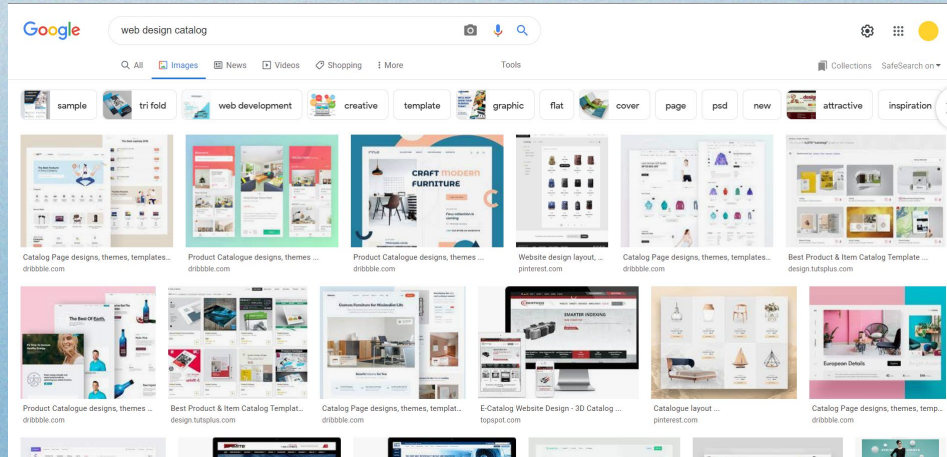 Google
web design catalog
All
Images
News
Videos
Shopping
More
Tools
Collections
SafeSearch on
sample
tri fold
web development
creative
template
graphic
flat
cover
page
psd
new
attractive
inspiration
CRAFT MODERN
FURNITURE
Catalog Page designs, themes, templates...
dribbble.com
Product Catalogue designs, themes ...
dribbble.com
Product Catalogue designs, themes ...
dribbble.com
Website design layout, ...
pinterest.com
Catalog Page designs, themes, templates...
dribbble.com
Best Product & Item Catalog Template ...
design.tutsplus.com
The Best Of Earth.
Custom Furniture for Minimalist Life
SMARTER INDEXING
European Details
Product Catalogue designs, themes ...
dribbble.com
Best Product & Item Catalog Templat...
design.tutsplus.com
Catalog Page designs, themes, templat...
dribbble.com
E-Catalog Website Design - 3D Catalog ...
topspot.com
Catalogue layout ...
pinterest.com
Catalog Page designs, themes, temp...
dribbble.com